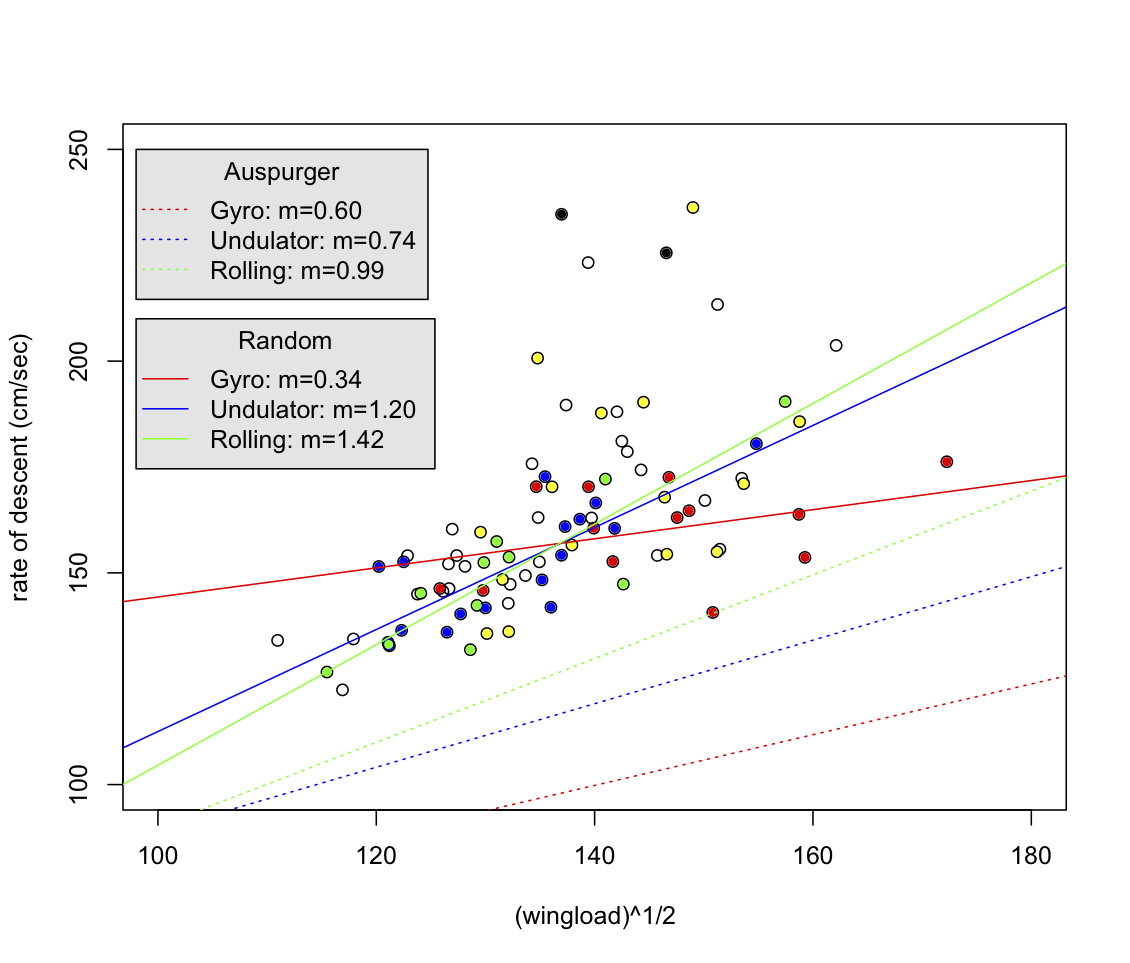 250
200
150
100
rate of descent (cm/sec)
Auspurger
Gyro: m=0.60
Undulator: m=0.74
Rolling: m=0.99
Random
Gyro: m=0.34
Undulator: m=1.20
Rolling: m=1.42
100 120 140 160 180
(wingload)^1/2